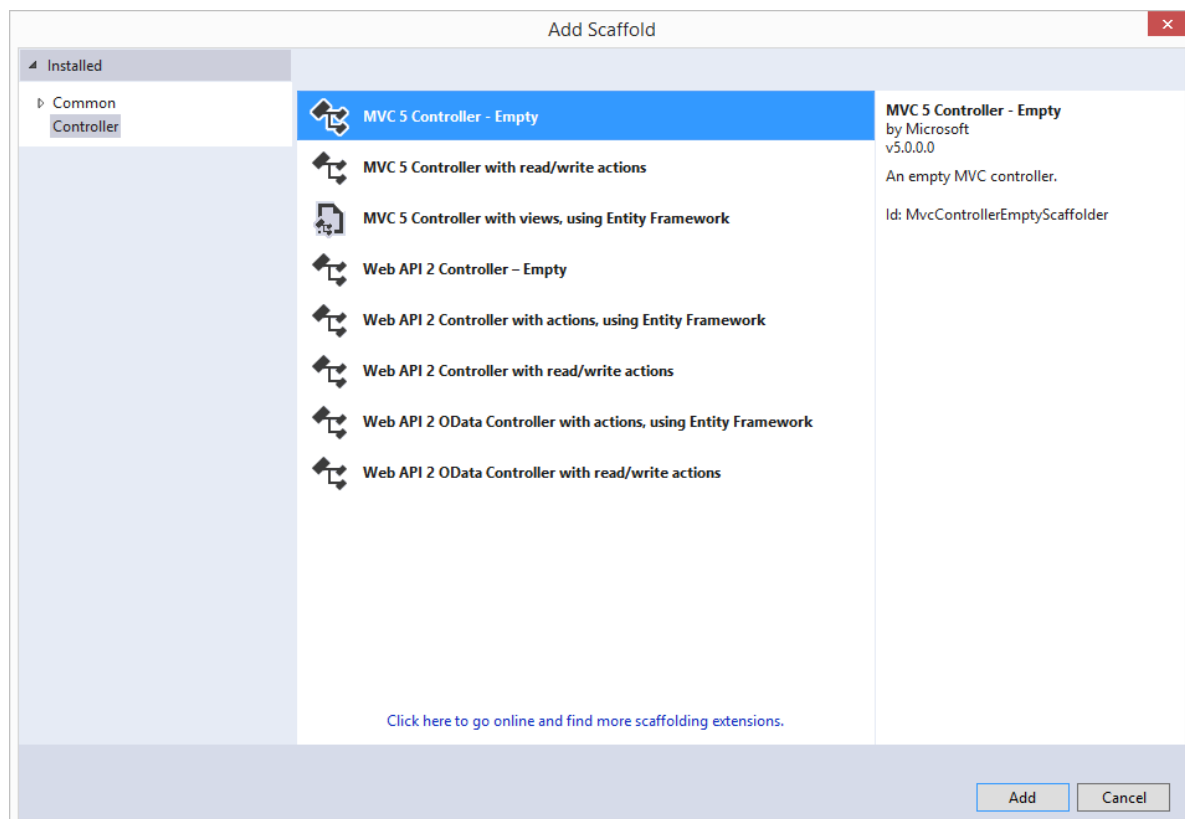 Add Scaffold
Installed
Common
Controller
MVC 5 Controller - Empty
MVC 5 Controller with read/write actions
MVC 5 Controller with views, using Entity Framework
Web API 2 Controller – Empty
Web API 2 Controller with actions, using Entity Framework
Web API 2 Controller with read/write actions
Web API 2 OData Controller with actions, using Entity Framework
Web API 2 OData Controller with read/write actions
Click here to go online and find more scaffolding extensions.
MVC 5 Controller - Empty
by Microsoft
v5.0.0.0
An empty MVC controller.
Id: MvcControllerEmptyScaffolder
Add
Cancel